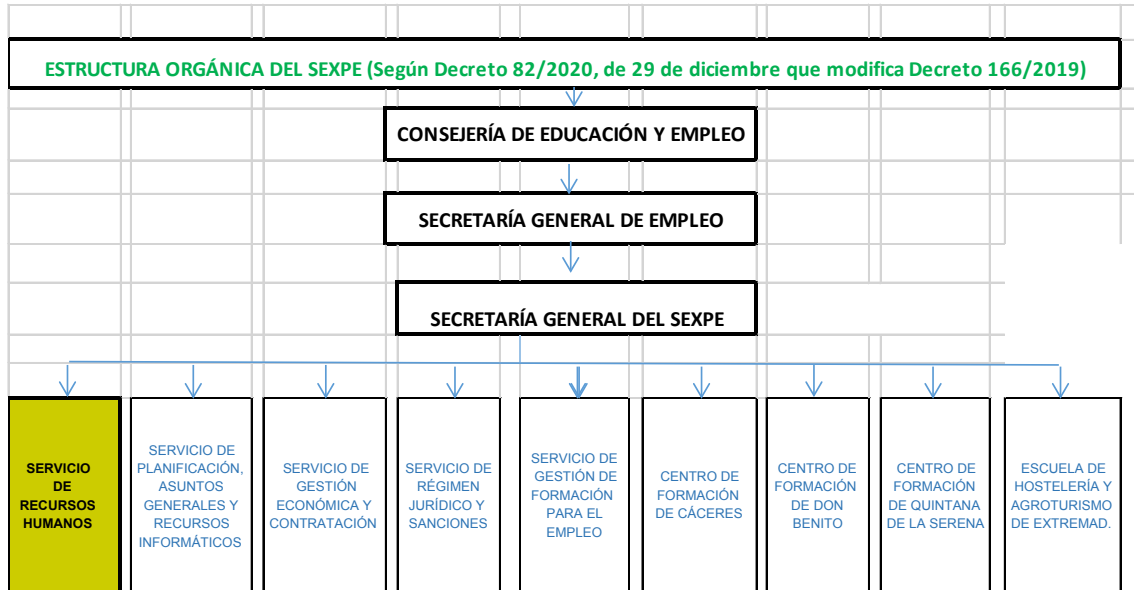 ESTRUCTURA ORGÁNICA DEL SEXPE (Según Decreto 82/2020, de 29 de diciembre que modifica Decreto 166/2019)
CONSEJERÍA DE EDUCACIÓN Y EMPLEO
SECRETARÍA GENERAL DE EMPLEO
SECRETARÍA GENERAL DEL SEXPE
SERVICIO
DE
RECURSOS
HUMANOS
SERVICIO DE
PLANIFICACIÓN,
ASUNTOS
GENERALES Y
RECURSOS
INFORMÁTICOS
SERVICIO DE
GESTIÓN
ECONÓMICA Y
CONTRATACIÓN
SERVICIO DE
RÉGIMEN
JURÍDICO Y
SANCIONES
SERVICIO DE
GESTIÓN DE
FORMACIÓN
PARA EL
EMPLEO
CENTRO DE
FORMACIÓN
DE CÁCERES
CENTRO DE
FORMACIÓN
DE DON
BENITO
CENTRO DE
FORMACIÓN
DE QUINTANA
DE LA SERENA
ESCUELA DE
HOSTELERÍA Y
AGROTURISMO
DE EXTREMAD.